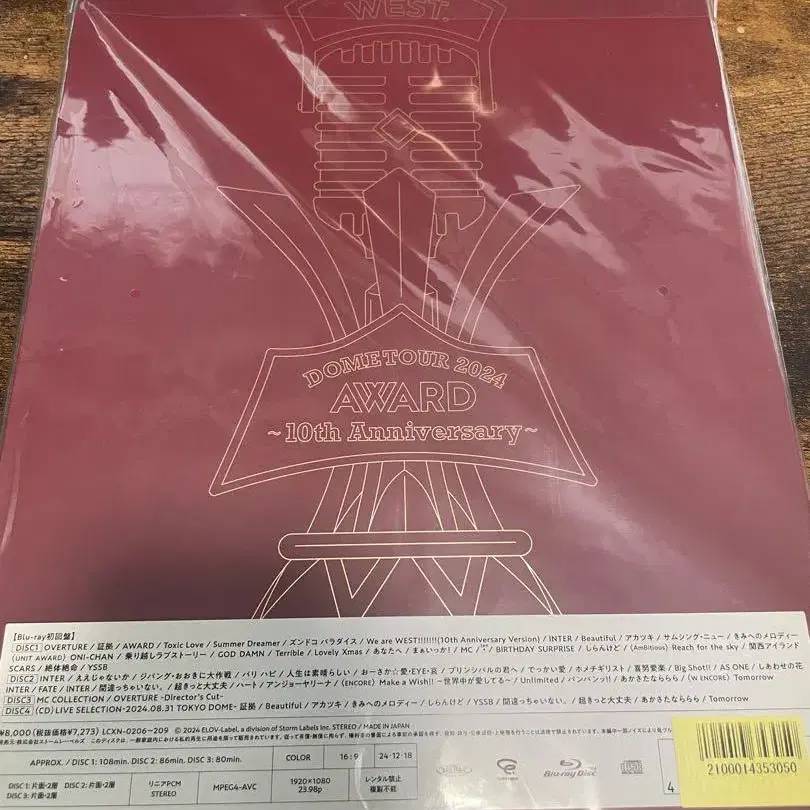 WEST.
DOME TOUR 2024
AWARD
~10th Anniversary~
【Blu-ray初回盤】
DISC1 OVERTURE / 証拠 / AWARD / Toxic Love / Summer Dreamer / ズンドコ パラダイス / We are WEST!!!!!!!(10th Anniversary Version) / INTER / Beautiful / アカツキ / サムシング・ニュー / きみへのメロディー
(UNIT AWARD) ONI-CHAN / 乗り越しラブストーリー / GOD DAMN / Terrible / Lovely Xmas / あなたへ / まぁいっか! / MC / BIRTHDAY SURPRISE / しらんけど / (AmBitious) Reach for the sky / 関西アイランド
SCARS / 絶体絶命 / YSSB
DISC2 INTER / ええじゃないか / ジパング・おおきに大作戦 / バリ ハピ / 人生は素晴らしい / おーさか☆愛・EYE・哀 / プリンシパルの君へ / でっかい愛 / ホメチギリスト / 喜努愛楽 / Big Shot!! / AS ONE / しあわせの花
INTER / FATE / INTER / 間違っちゃいない。 / 超きっと大丈夫 / ハート / アンジョーヤリーナ / (ENCORE) Make a Wish!! ~世界中が愛してる~ / Unlimited / バンバンッ!! / あかさたなららら / (W ENCORE) Tomorrow
DISC3 MC COLLECTION / OVERTURE -Director's Cut-
DISC4 (CD) LIVE SELECTION-2024.08.31 TOKYO DOME- 証拠 / Beautiful / アカツキ / きみへのメロディー / しらんけど / YSSB / 間違っちゃいない。 / 超きっと大丈夫 / あかさたなららら / Tomorrow
¥8,000 (税抜価格¥7,273) LCXN-0206~209 ℗© 2024 ELOV-Label, a division of Storm Labels Inc. STEREO / MADE IN JAPAN
APPROX. / DISC 1: 108min. DISC 2: 86min. DISC 3: 80min.
COLOR
16:9
24・12・18
DISC 1: 片面・2層 DISC 2: 片面・2層
DISC 3: 片面・2層
リニアPCM
STEREO
MPEG4-AVC
1920×1080
23.98p
レンタル禁止
複製不能
Blu-ray Disc
4
2100014353050